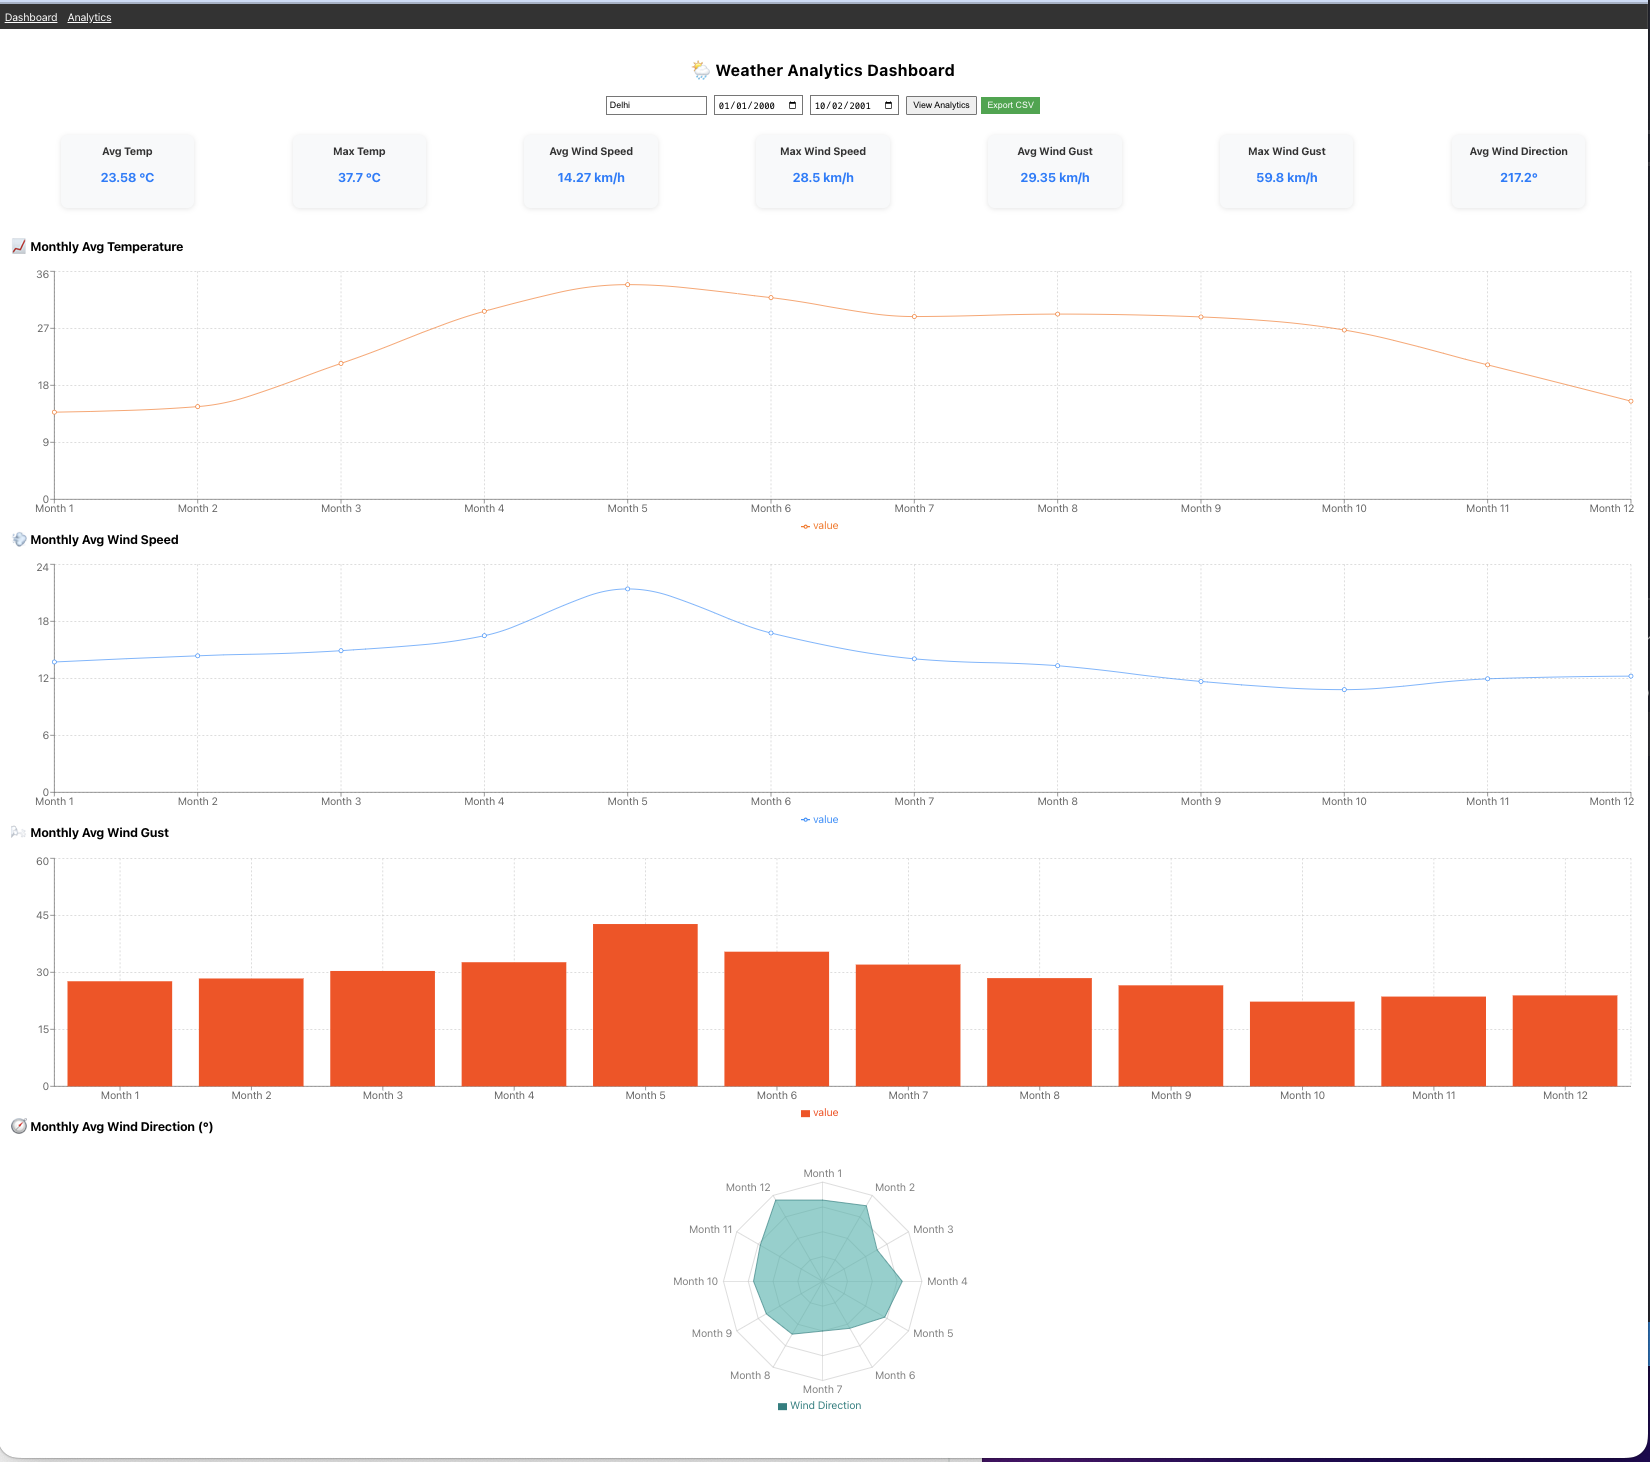 Dashboard Analytics
Weather Analytics Dashboard
Delhi 01/01/2000 10/02/2001 View Analytics Export CSV
Avg Temp Max Temp Avg Wind Speed Max Wind Speed Avg Wind Gust Max Wind Gust Avg Wind Direction
23.58 °C 37.7 °C 14.27 km/h 28.5 km/h 29.35 km/h 59.8 km/h 217.2°
Monthly Avg Temperature
36
27
18
9
0
Month 1 Month 2 Month 3 Month 4 Month 5 Month 6 Month 7 Month 8 Month 9 Month 10 Month 11 Month 12
value
Monthly Avg Wind Speed
24
18
12
6
0
Month 1 Month 2 Month 3 Month 4 Month 5 Month 6 Month 7 Month 8 Month 9 Month 10 Month 11 Month 12
value
Monthly Avg Wind Gust
60
45
30
15
0
Month 1 Month 2 Month 3 Month 4 Month 5 Month 6 Month 7 Month 8 Month 9 Month 10 Month 11 Month 12
value
Monthly Avg Wind Direction (°)
Month 1
Month 12 Month 2
Month 11 Month 3
Month 10 Month 4
Month 9 Month 5
Month 8 Month 6
Month 7
Wind Direction